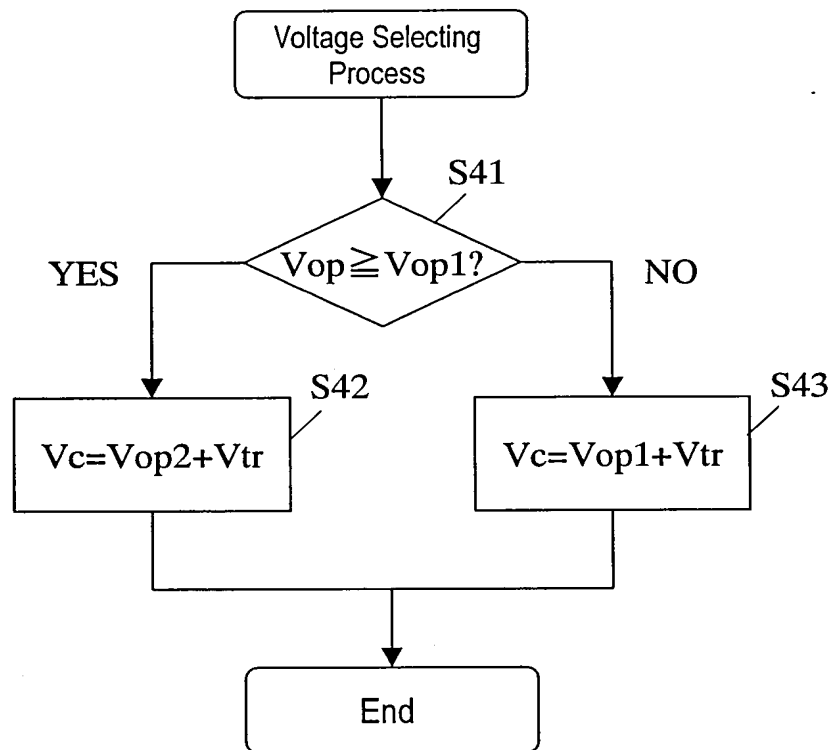 Voltage Selecting
Process
S41
Vop≧Vop1?
YES
NO
S42
S43
Vc=Vop2+Vtr
Vc=Vop1+Vtr
End